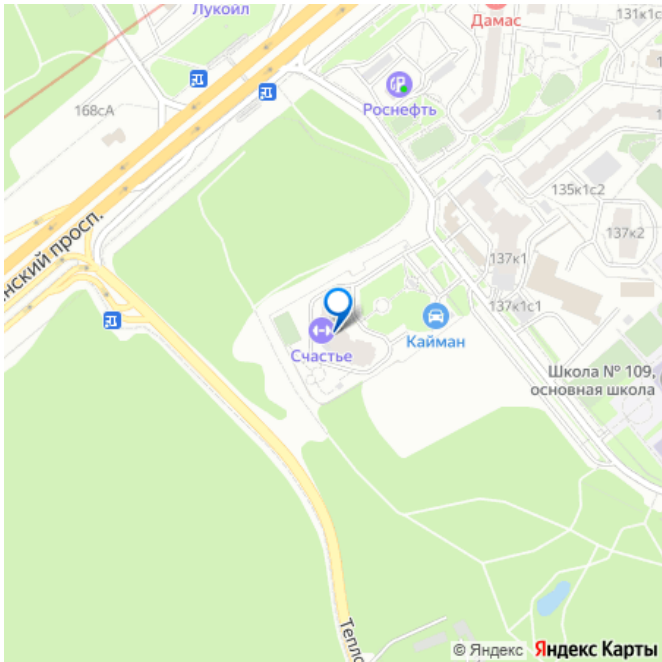 Лукойл
Дамас
131к1с
168сА
Роснефть
135к1с2
нский просп.
137к2
137к1
137к1с1
Счастье
Кайман
Школа № 109,
основная школа
Тепло
© Яндекс Яндекс Карты